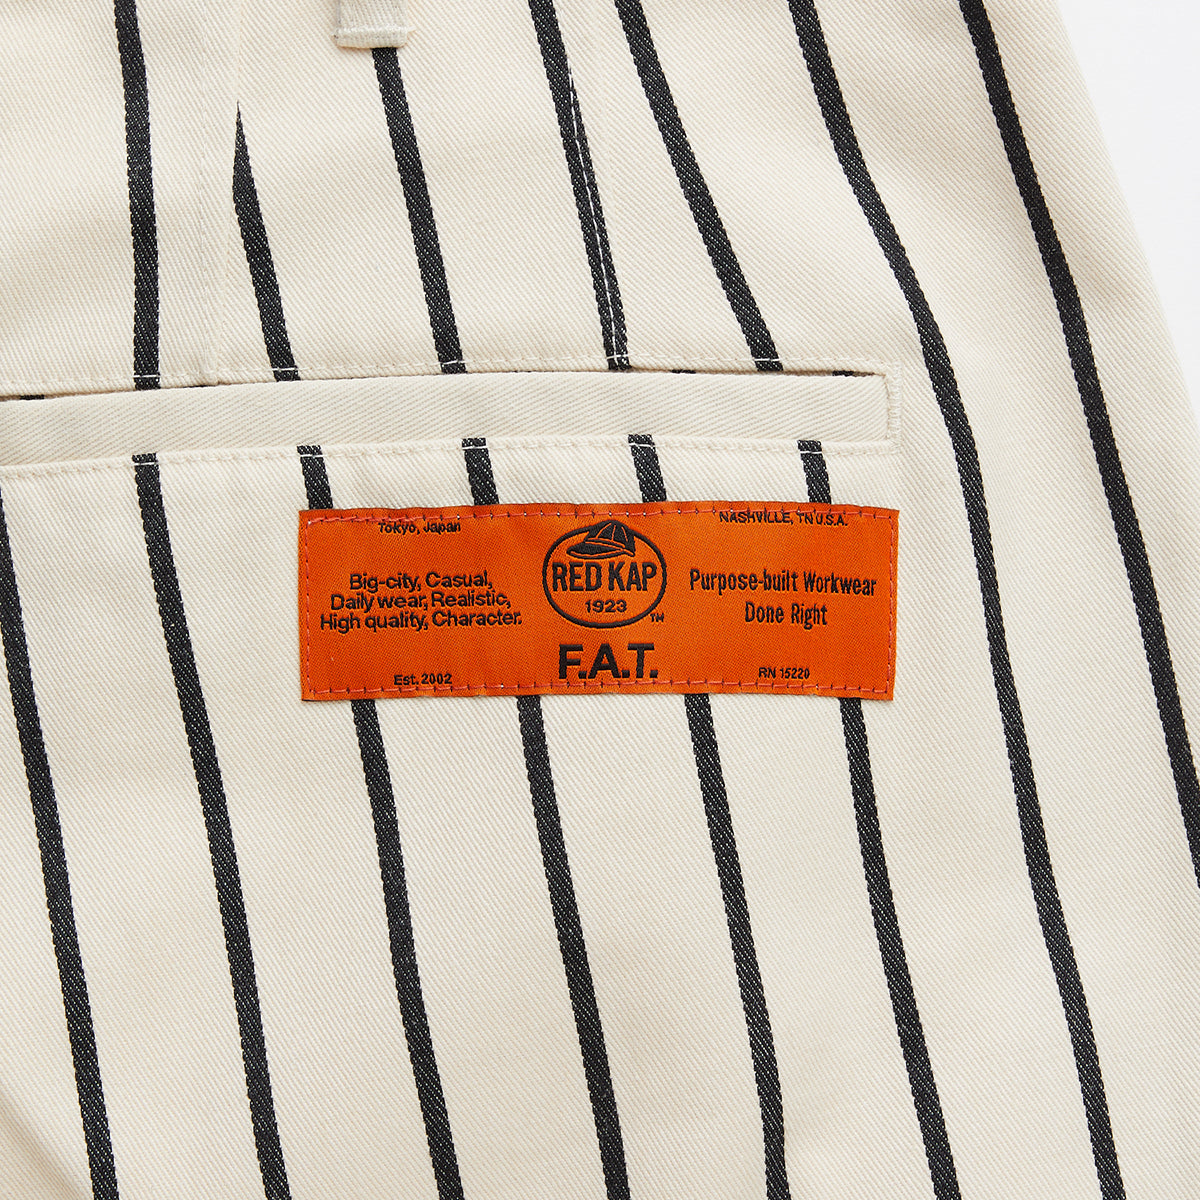 Tokyo, Japan
Big-city, Casual,
Daily wear, Realistic,
High quality, Character.
Est. 2002
RED KAP
1923
TM
F.A.T.
NASHVILLE, TN U.S.A.
Purpose-built Workwear
Done Right
RN 15220